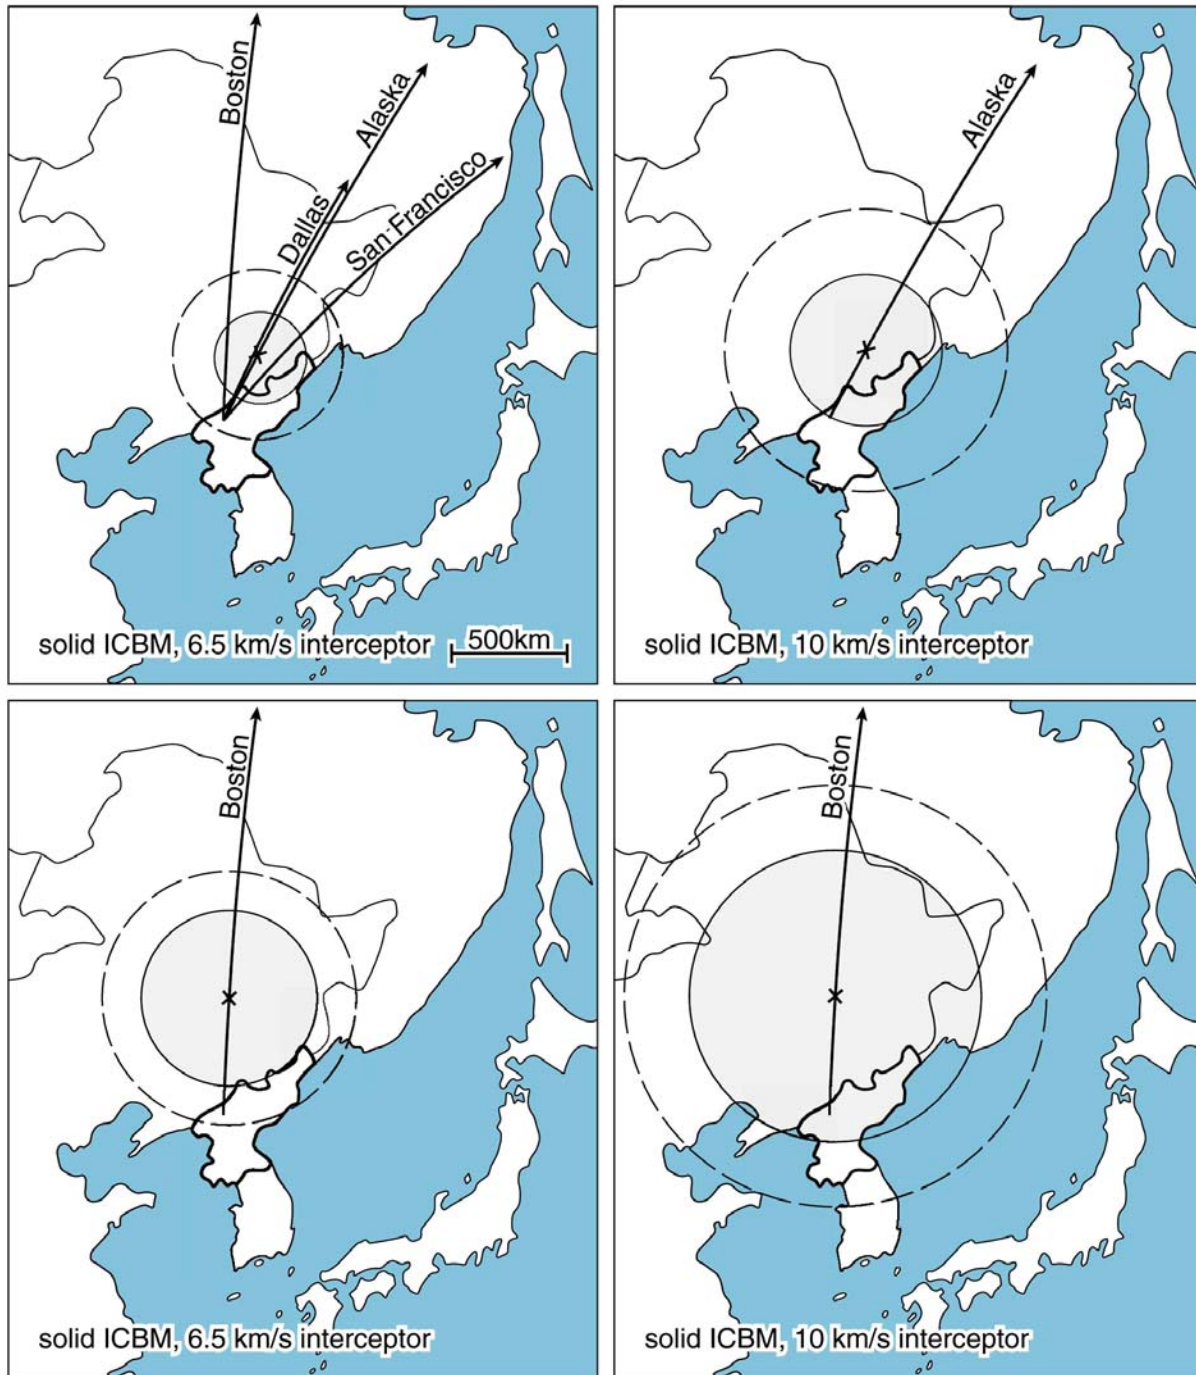 Boston
Alaska
Dallas
San Francisco
solid ICBM, 6.5 km/s interceptor
500km
Alaska
solid ICBM, 10 km/s interceptor
Boston
solid ICBM, 6.5 km/s interceptor
Boston
solid ICBM, 10 km/s interceptor